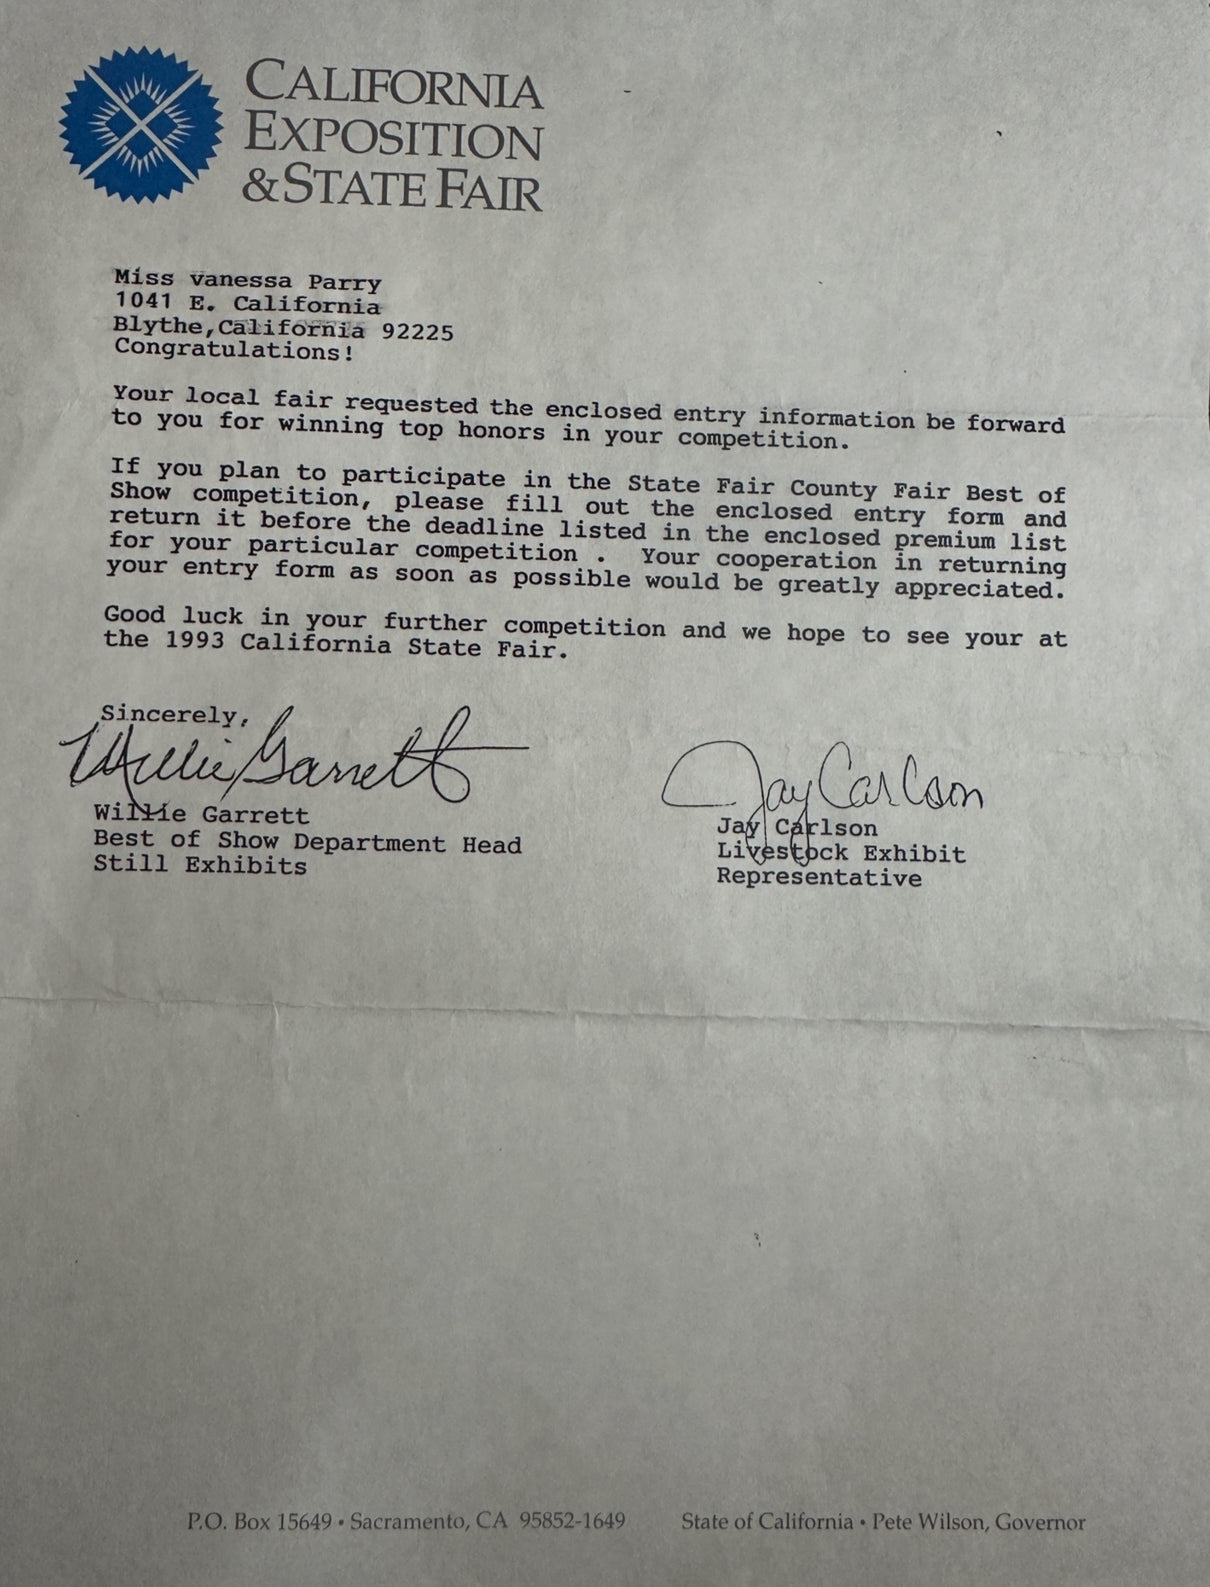 CALIFORNIA
EXPOSITION
& STATE FAIR
Miss vanessa Parry
1041 E. California
Blythe,California 92225
Congratulations!
Your local fair requested the enclosed entry information be forward
to you for winning top honors in your competition.
If you plan to participate in the State Fair County Fair Best of
Show competition, please fill out the enclosed entry form and
return it before the deadline listed in the enclosed premium list
for your particular competition . Your cooperation in returning
your entry form as soon as possible would be greatly appreciated.
Good luck in your further competition and we hope to see your at
the 1993 California State Fair.
Sincerely,
Willie Garrett
Jay Carlson
Willie Garrett
Best of Show Department Head
Still Exhibits
Jay Carlson
Livestock Exhibit
Representative
P.O. Box 15649 • Sacramento, CA 95852-1649 State of California • Pete Wilson, Governor